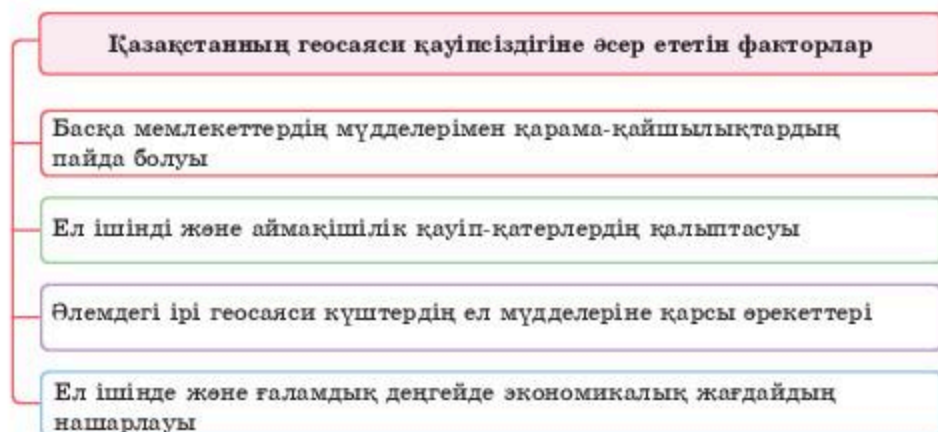 Қазақстанның геосаяси қауіпсіздігіне әсер ететін факторлар
Басқа мемлекеттердің мүдделерімен қарама-қайшылықтардың
пайда болуы
Ел ішінді және аймақішілік қауіп-қатерлердің қалыптасуы
Әлемдегі ірі геосаяси күштердің ел мүдделеріне қарсы әрекеттері
Ел ішінде және ғаламдық деңгейде экономикалық жағдайдың
нашарлауы